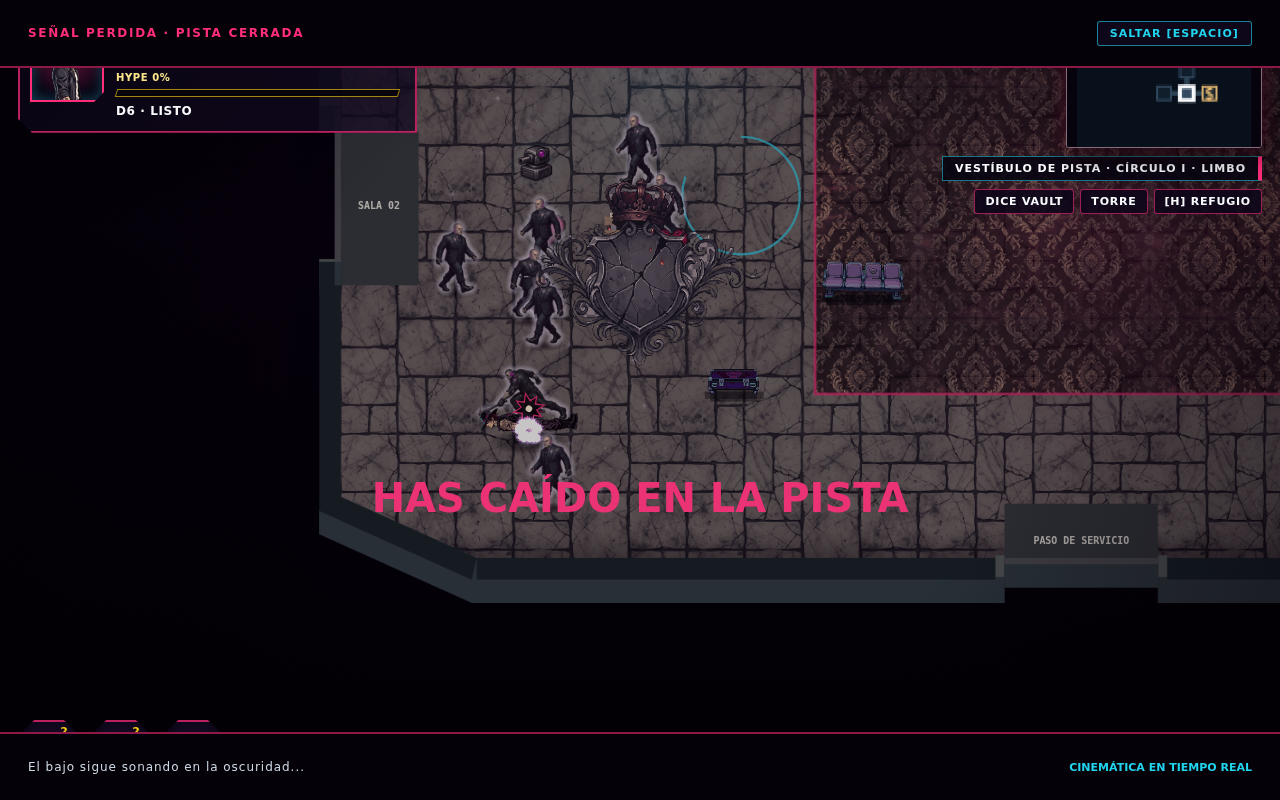 SEÑAL PERDIDA · PISTA CERRADA
SALTAR [ESPACIO]
HYPE 0%
D6 · LISTO
SALA 02
VESTÍBULO DE PISTA · CÍRCULO I · LIMBO
DICE VAULT
TORRE
[H] REFUGIO
HAS CAÍDO EN LA PISTA
PASO DE SERVICIO
?
?
El bajo sigue sonando en la oscuridad...
CINEMÁTICA EN TIEMPO REAL